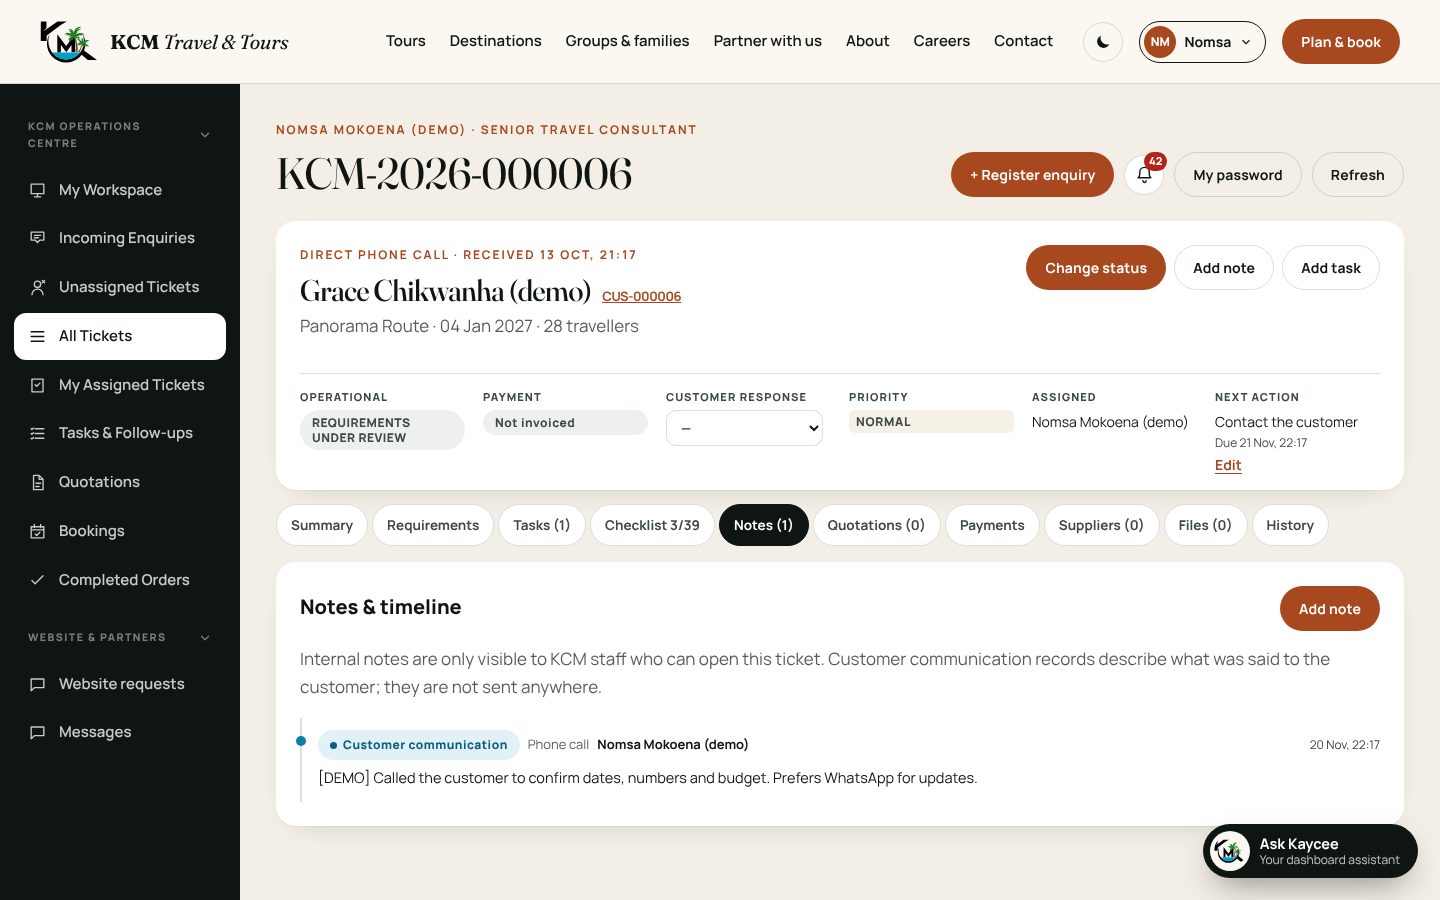 KCM Travel & Tours
Tours
Destinations
Groups & families
Partner with us
About
Careers
Contact
NM
Nomsa
Plan & book
KCM OPERATIONS
CENTRE
My Workspace
Incoming Enquiries
Unassigned Tickets
All Tickets
My Assigned Tickets
Tasks & Follow-ups
Quotations
Bookings
Completed Orders
WEBSITE & PARTNERS
Website requests
Messages
NOMSA MOKOENA (DEMO) · SENIOR TRAVEL CONSULTANT
KCM-2026-000006
+ Register enquiry
42
My password
Refresh
DIRECT PHONE CALL · RECEIVED 13 OCT, 21:17
Grace Chikwanha (demo) CUS-000006
Panorama Route · 04 Jan 2027 · 28 travellers
Change status
Add note
Add task
OPERATIONAL
REQUIREMENTS
UNDER REVIEW
PAYMENT
Not invoiced
CUSTOMER RESPONSE
—
PRIORITY
NORMAL
ASSIGNED
Nomsa Mokoena (demo)
NEXT ACTION
Contact the customer
Due 21 Nov, 22:17
Edit
Summary
Requirements
Tasks (1)
Checklist 3/39
Notes (1)
Quotations (0)
Payments
Suppliers (0)
Files (0)
History
Notes & timeline
Add note
Internal notes are only visible to KCM staff who can open this ticket. Customer communication records describe what was said to the
customer; they are not sent anywhere.
Customer communication Phone call Nomsa Mokoena (demo) 20 Nov, 22:17
[DEMO] Called the customer to confirm dates, numbers and budget. Prefers WhatsApp for updates.
Ask Kaycee
Your dashboard assistant